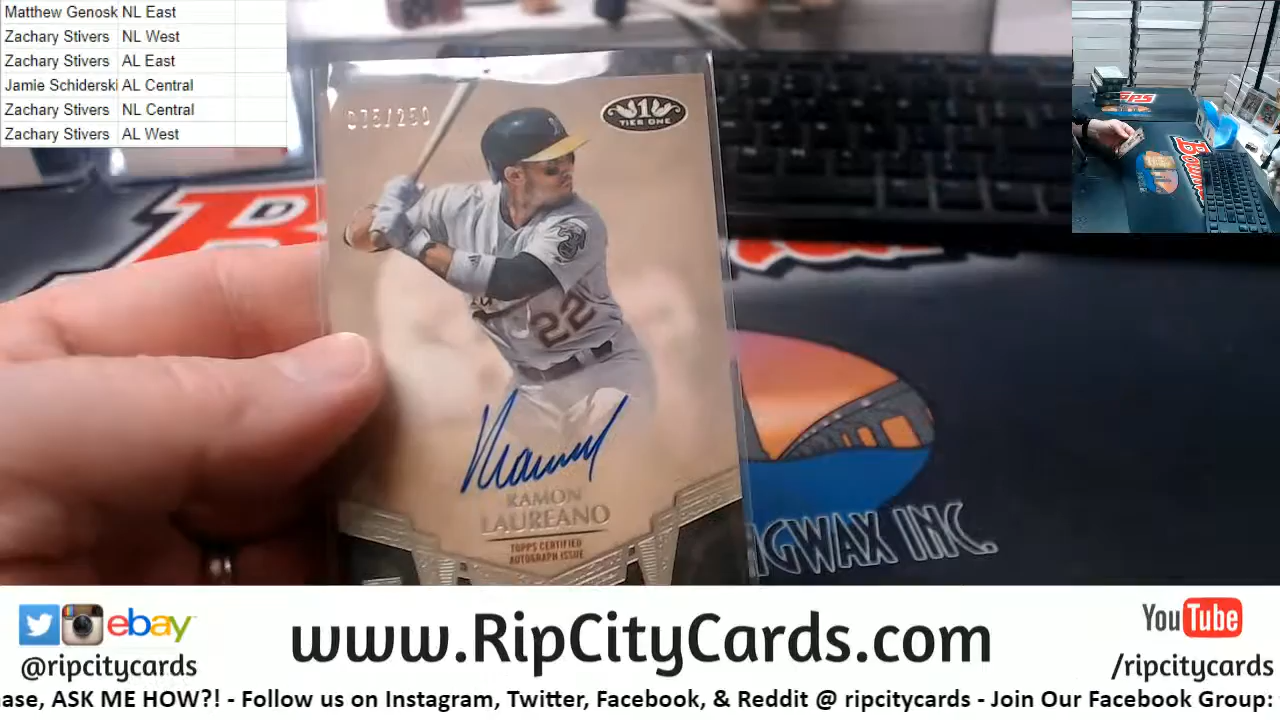 Matthew Genosk NL East
Zachary Stivers NL West
Zachary Stivers AL East
Jamie Schiderski AL Central
Zachary Stivers NL Central
Zachary Stivers AL West
075/250
1
TIER ONE
22
RAMON
LAUREANO
TOPPS CERTIFIED
AUTOGRAPH ISSUE
NGWAX INC.
ebay
@ripcitycards
www.RipCityCards.com
YouTube
/ripcitycards
ase, ASK ME HOW?! - Follow us on Instagram, Twitter, Facebook, & Reddit @ ripcitycards - Join Our Facebook Group: